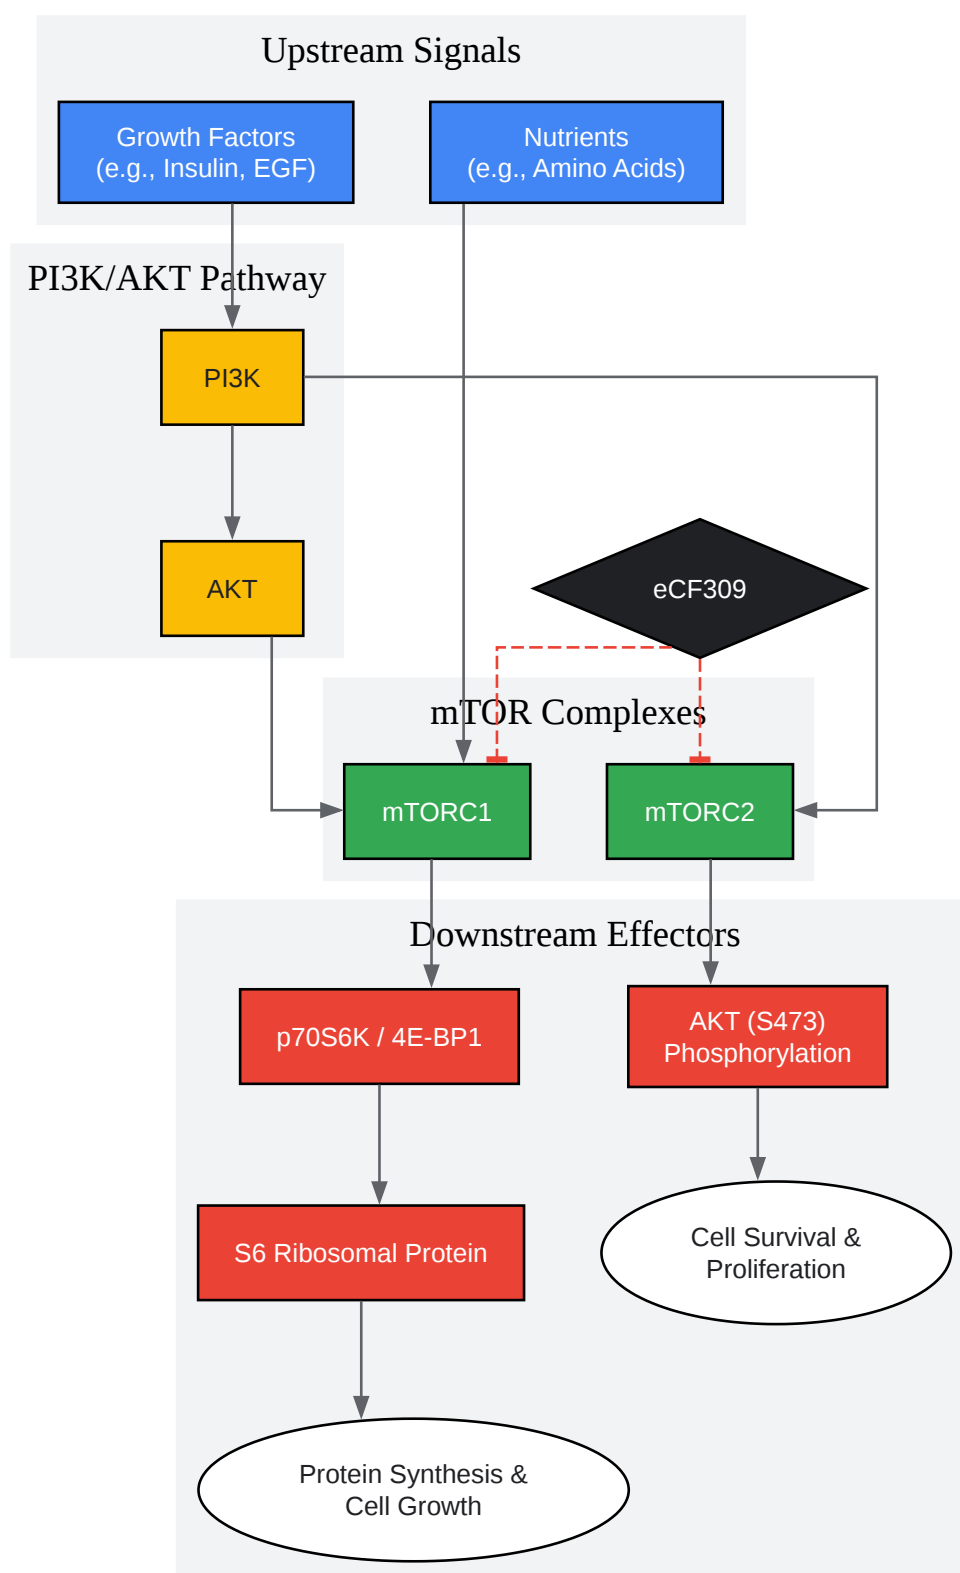 Upstream Signals
Growth Factors
(e.g., Insulin, EGF)
Nutrients
(e.g., Amino Acids)
PI3K/AKT Pathway
PI3K
AKT
eCF309
mTOR Complexes
mTORC1
mTORC2
Downstream Effectors
p70S6K / 4E-BP1
AKT (S473)
Phosphorylation
S6 Ribosomal Protein
Cell Survival &
Proliferation
Protein Synthesis &
Cell Growth